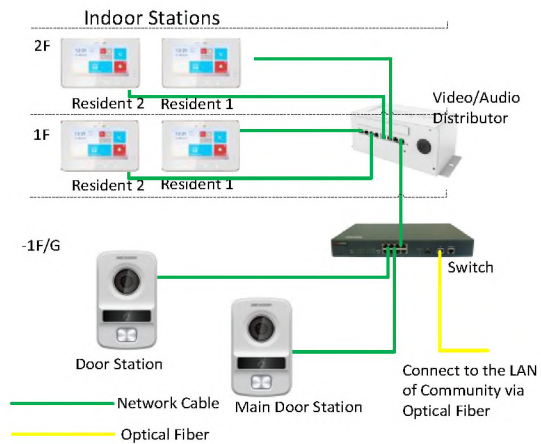 Indoor Stations
2F
Resident 2
Resident 1
Video/Audio
Distributor
1F
Resident 2
Resident 1
-1F/G
Switch
Door Station
Main Door Station
Connect to the LAN
of Community via
Optical Fiber
Network Cable
Optical Fiber